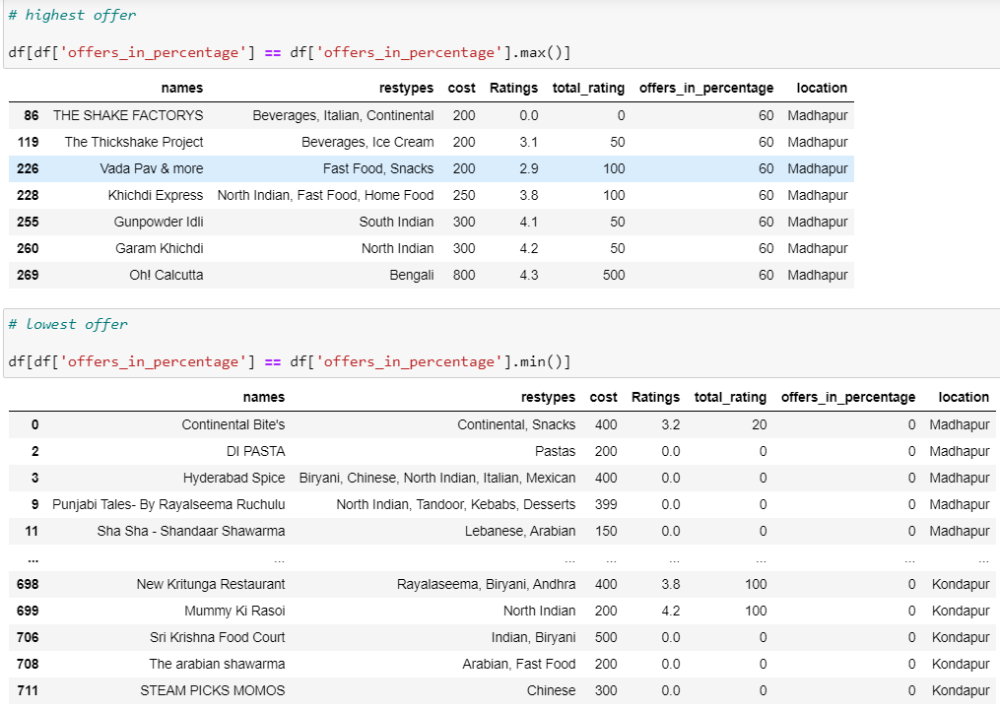 # highest offer
df[df['offers_in_percentage'] == df['offers_in_percentage'].max()]
names restypes cost Ratings total_rating offers_in_percentage location
86 THE SHAKE FACTORYS Beverages, Italian, Continental 200 0.0 0 60 Madhapur
119 The Thickshake Project Beverages, Ice Cream 200 3.1 50 60 Madhapur
226 Vada Pav & more Fast Food, Snacks 200 2.9 100 60 Madhapur
228 Khichdi Express North Indian, Fast Food, Home Food 250 3.8 100 60 Madhapur
255 Gunpowder Idli South Indian 300 4.1 50 60 Madhapur
260 Garam Khichdi North Indian 300 4.2 50 60 Madhapur
269 Oh! Calcutta Bengali 800 4.3 500 60 Madhapur
# lowest offer
df[df['offers_in_percentage'] == df['offers_in_percentage'].min()]
names restypes cost Ratings total_rating offers_in_percentage location
0 Continental Bite's Continental, Snacks 400 3.2 20 0 Madhapur
2 DI PASTA Pastas 200 0.0 0 0 Madhapur
3 Hyderabad Spice Biryani, Chinese, North Indian, Italian, Mexican 400 0.0 0 0 Madhapur
9 Punjabi Tales- By Rayalseema Ruchulu North Indian, Tandoor, Kebabs, Desserts 399 0.0 0 0 Madhapur
11 Sha Sha - Shandaar Shawarma Lebanese, Arabian 150 0.0 0 0 Madhapur
... ... ... ... ... ... ... ...
698 New Kritunga Restaurant Rayalaseema, Biryani, Andhra 400 3.8 100 0 Kondapur
699 Mummy Ki Rasoi North Indian 200 4.2 100 0 Kondapur
706 Sri Krishna Food Court Indian, Biryani 500 0.0 0 0 Kondapur
708 The arabian shawarma Arabian, Fast Food 200 0.0 0 0 Kondapur
711 STEAM PICKS MOMOS Chinese 300 0.0 0 0 Kondapur